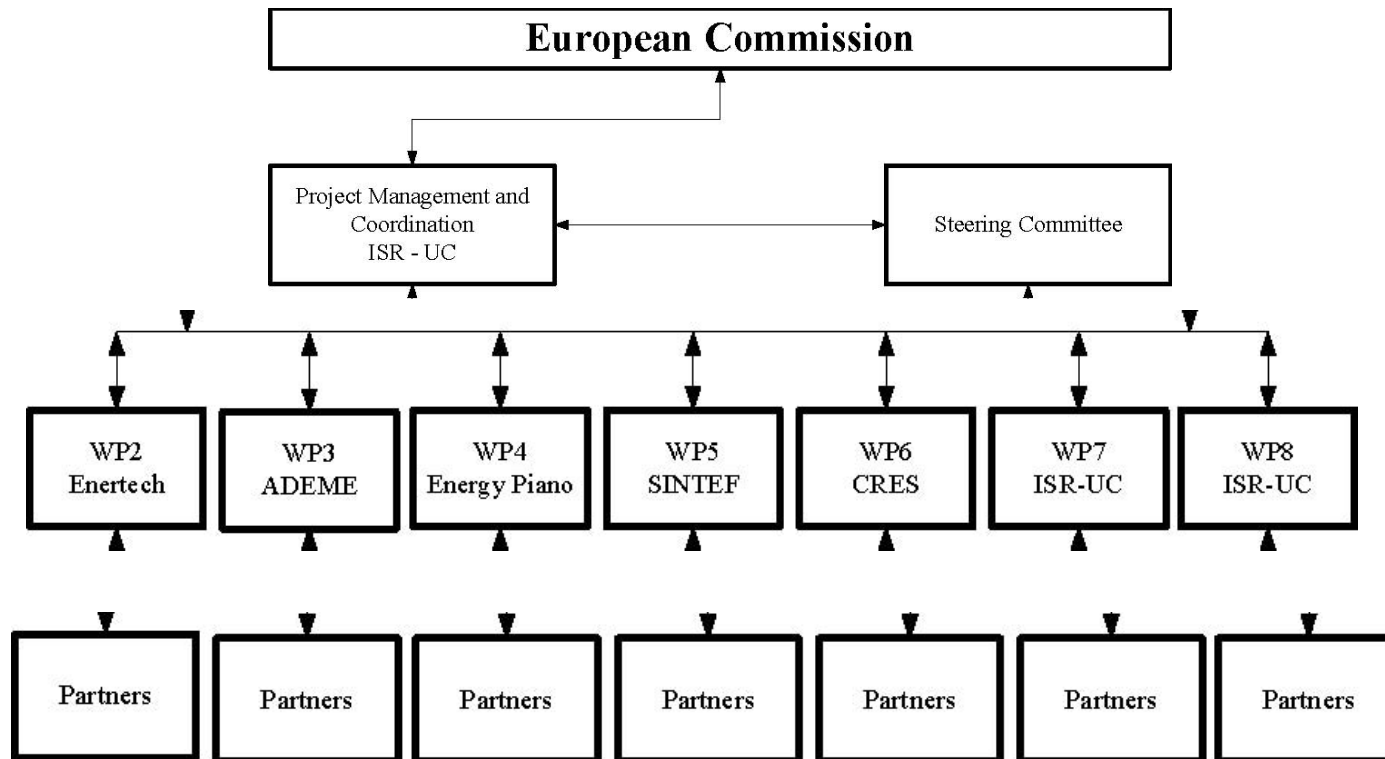 European Commission
Project Management and
Coordination
ISR - UC
Steering Committee
WP2
Enertech
WP3
ADEME
WP4
Energy Piano
WP5
SINTEF
WP6
CRES
WP7
ISR-UC
WP8
ISR-UC
Partners
Partners
Partners
Partners
Partners
Partners
Partners